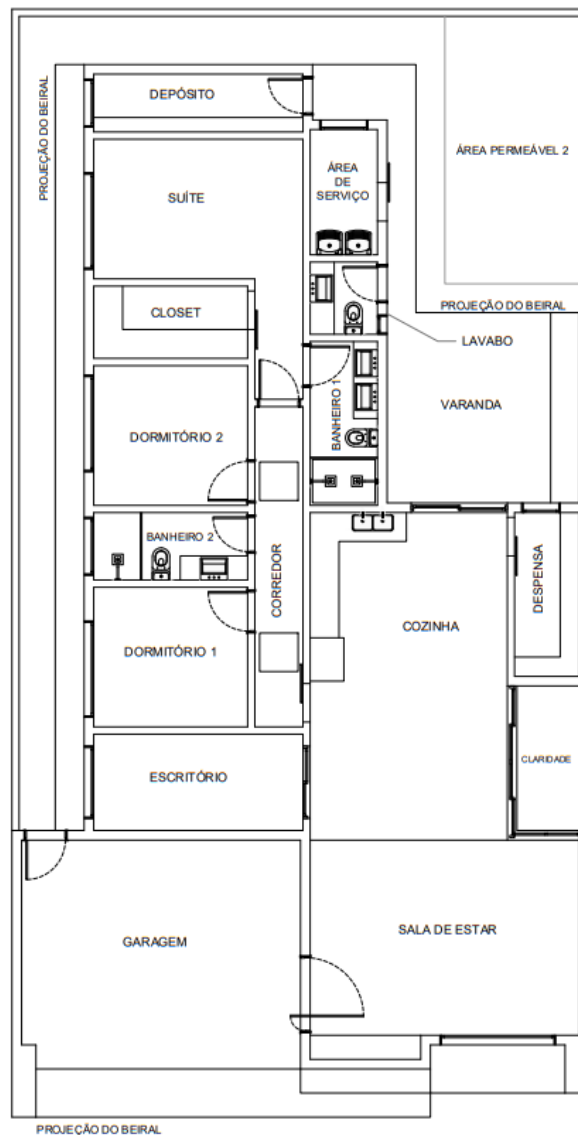 DEPÓSITO
PROJEÇÃO DO BEIRAL
ÁREA PERMEÁVEL 2
ÁREA
DE
SERVIÇO
SUÍTE
PROJEÇÃO DO BEIRAL
CLOSET
LAVABO
BANHEIRO 1
VARANDA
DORMITÓRIO 2
BANHEIRO 2
CORREDOR
DESPENSA
COZINHA
DORMITÓRIO 1
CLARIDADE
ESCRITÓRIO
SALA DE ESTAR
GARAGEM
PROJEÇÃO DO BEIRAL